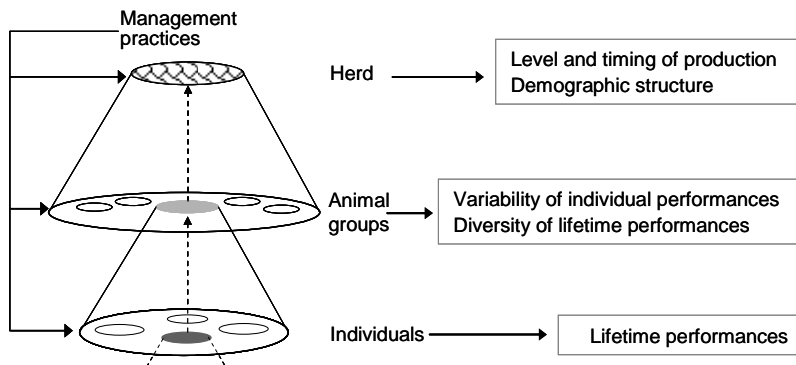 Management
practices
Herd
Level and timing of production
Demographic structure
Animal
groups
Variability of individual performances
Diversity of lifetime performances
Individuals
Lifetime performances